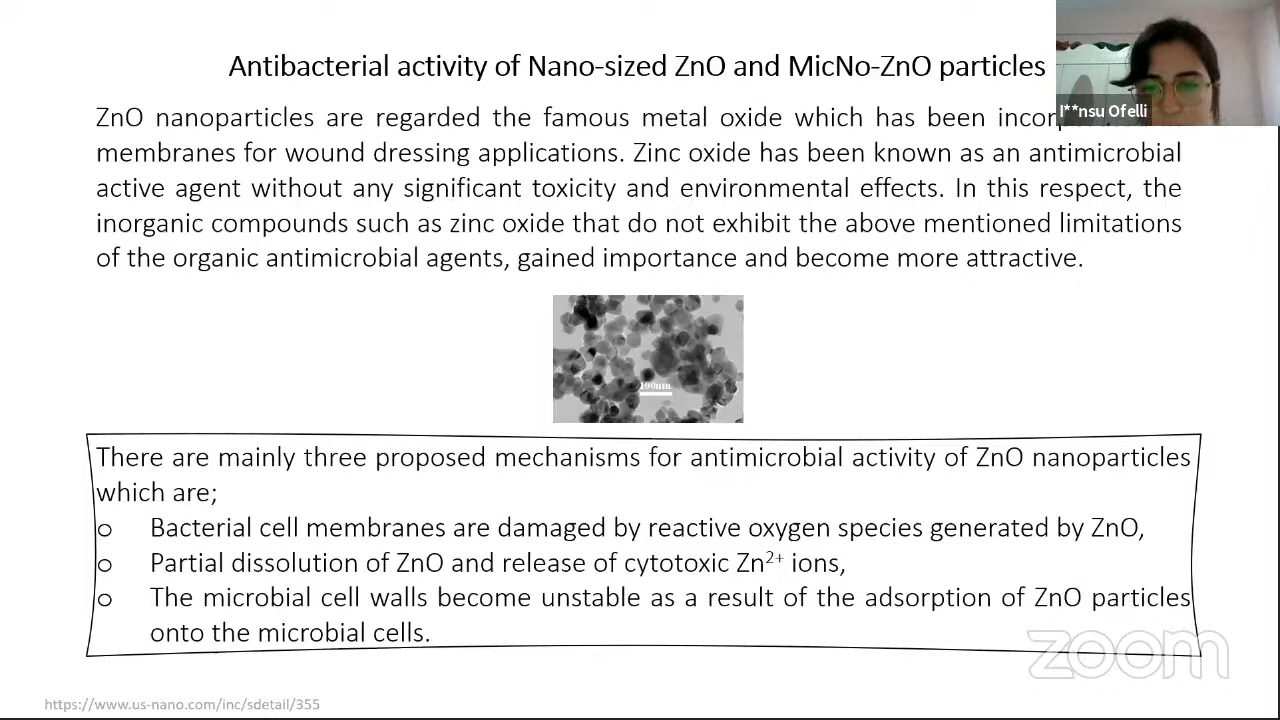 Antibacterial activity of Nano-sized ZnO and MicNo-ZnO particles
I**nsu Ofelli
ZnO nanoparticles are regarded the famous metal oxide which has been
membranes for wound dressing applications. Zinc oxide has been known as an antimicrobial
active agent without any significant toxicity and environmental effects. In this respect, the
inorganic compounds such as zinc oxide that do not exhibit the above mentioned limitations
of the organic antimicrobial agents, gained importance and become more attractive.
100nm
There are mainly three proposed mechanisms for antimicrobial activity of ZnO nanoparticles
which are;
o Bacterial cell membranes are damaged by reactive oxygen species generated by ZnO,
o Partial dissolution of ZnO and release of cytotoxic Zn²⁺ ions,
o The microbial cell walls become unstable as a result of the adsorption of ZnO particles
onto the microbial cells.
zoom
https://www.us-nano.com/inc/sdetail/355